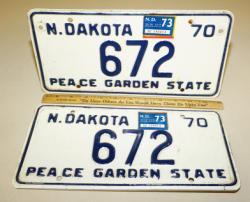 N.D.
73
N. DAKOTA 70
672
PEACE GARDEN STATE
N.D.
73
N. DAKOTA 70
672
PEACE GARDEN STATE